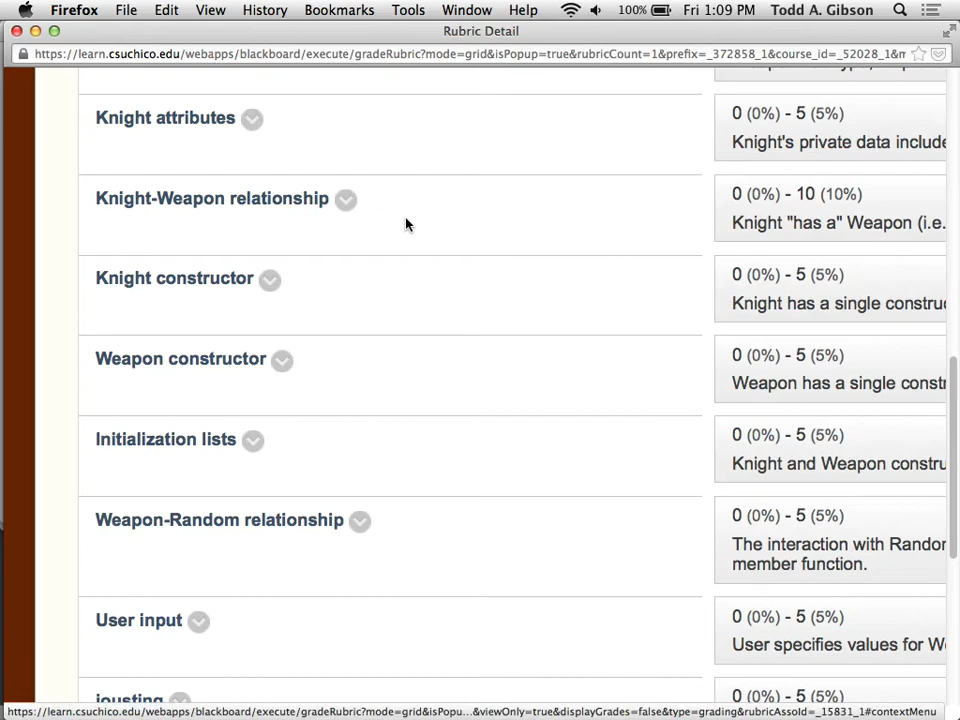 Firefox File Edit View History Bookmarks Tools Window Help 100% Fri 1:09 PM Todd A. Gibson
Rubric Detail
https://learn.csuchico.edu/webapps/blackboard/execute/gradeRubric?mode=grid&isPopup=true&rubricCount=1&prefix=_372858_1&course_id=_52028_1&m
Knight attributes
0 (0%) - 5 (5%)
Knight's private data include
Knight-Weapon relationship
0 (0%) - 10 (10%)
Knight "has a" Weapon (i.e.
Knight constructor
0 (0%) - 5 (5%)
Knight has a single constru
Weapon constructor
0 (0%) - 5 (5%)
Weapon has a single constr
Initialization lists
0 (0%) - 5 (5%)
Knight and Weapon constru
Weapon-Random relationship
0 (0%) - 5 (5%)
The interaction with Random
member function.
User input
0 (0%) - 5 (5%)
User specifies values for We
jousting
0 (0%) - 5 (5%)
https://learn.csuchico.edu/webapps/blackboard/execute/gradeRubric?mode=grid&isPopu...&viewOnly=true&displayGrades=false&type=grading&rubricAssoId=_15831_1#contextMenu